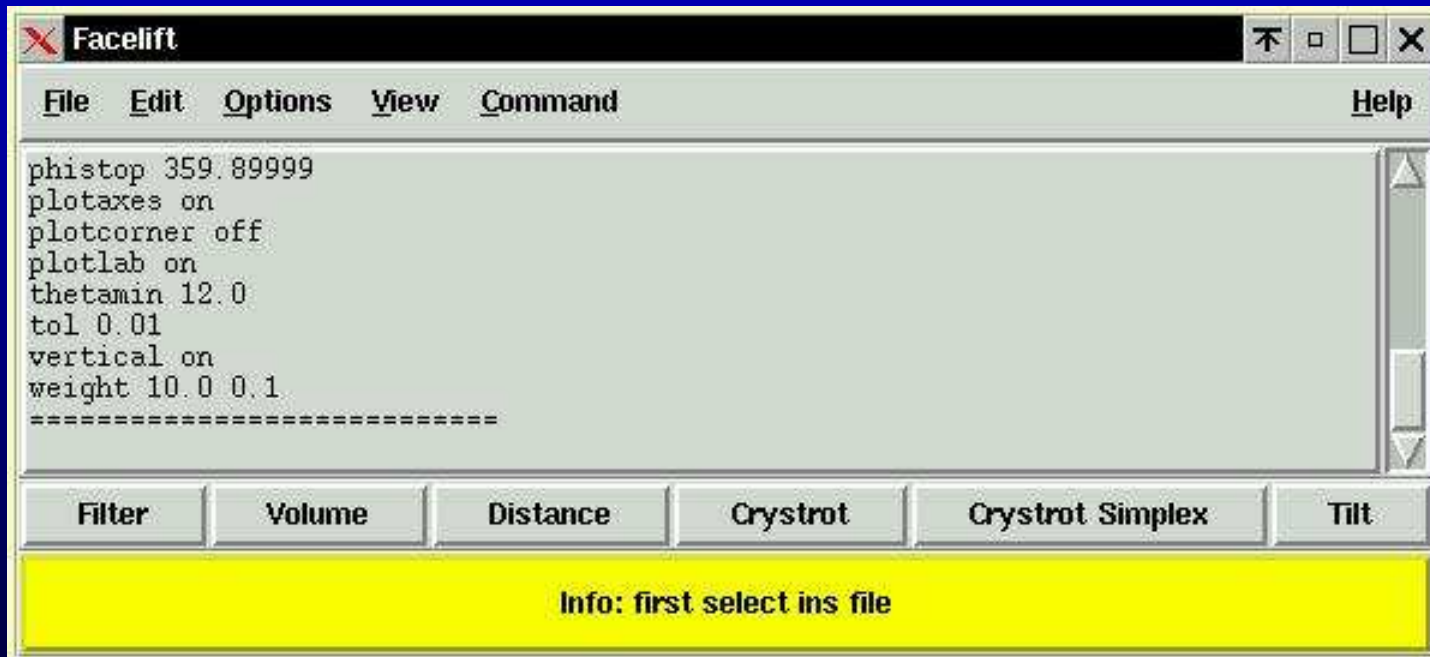 Facelift
File Edit Options View Command Help
phistop 359.89999
plotaxes on
plotcorner off
plotlab on
thetamin 12.0
tol 0.01
vertical on
weight 10.0 0.1
============================
Filter Volume Distance Crystrot Crystrot Simplex Tilt
Info: first select ins file